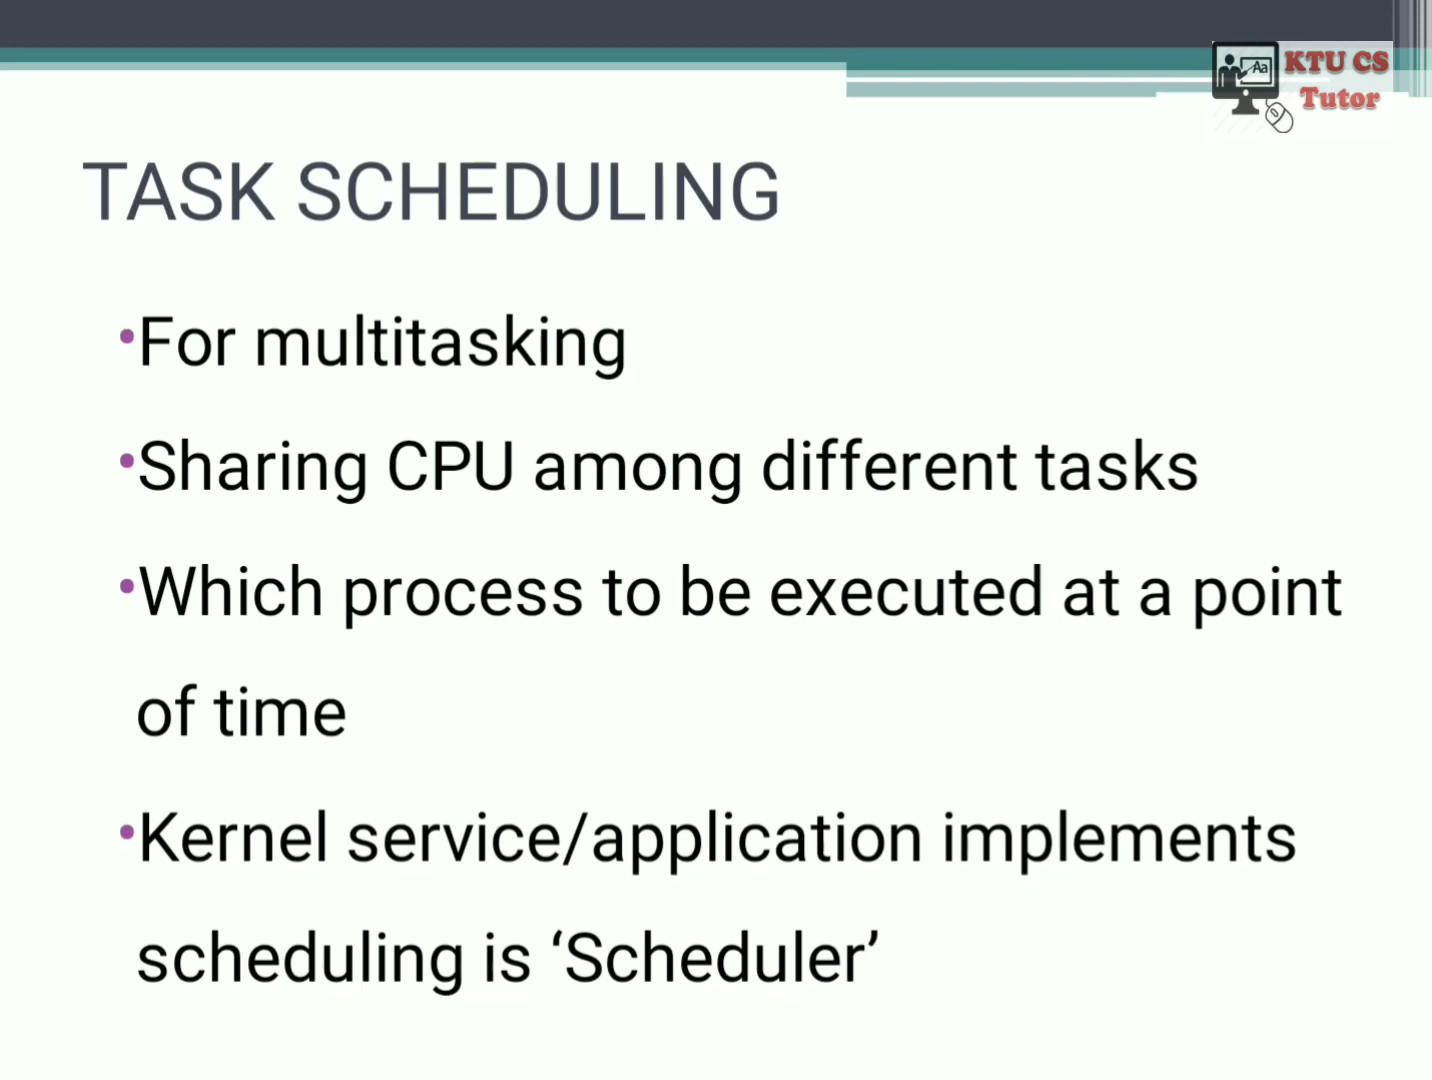 Aa
KTU CS
Tutor
TASK SCHEDULING
•For multitasking
•Sharing CPU among different tasks
•Which process to be executed at a point
of time
•Kernel service/application implements
scheduling is ‘Scheduler’